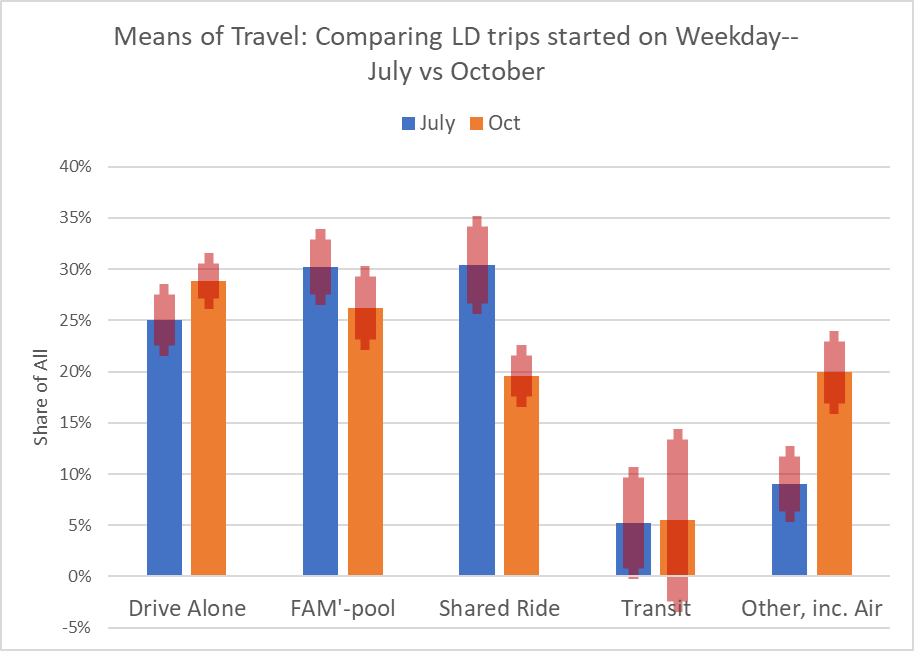 Means of Travel: Comparing LD trips started on Weekday--
July vs October
July Oct
40%
35%
30%
25%
20%
15%
10%
5%
0%
-5%
Share of All
Drive Alone FAM'-pool Shared Ride Transit Other, inc. Air